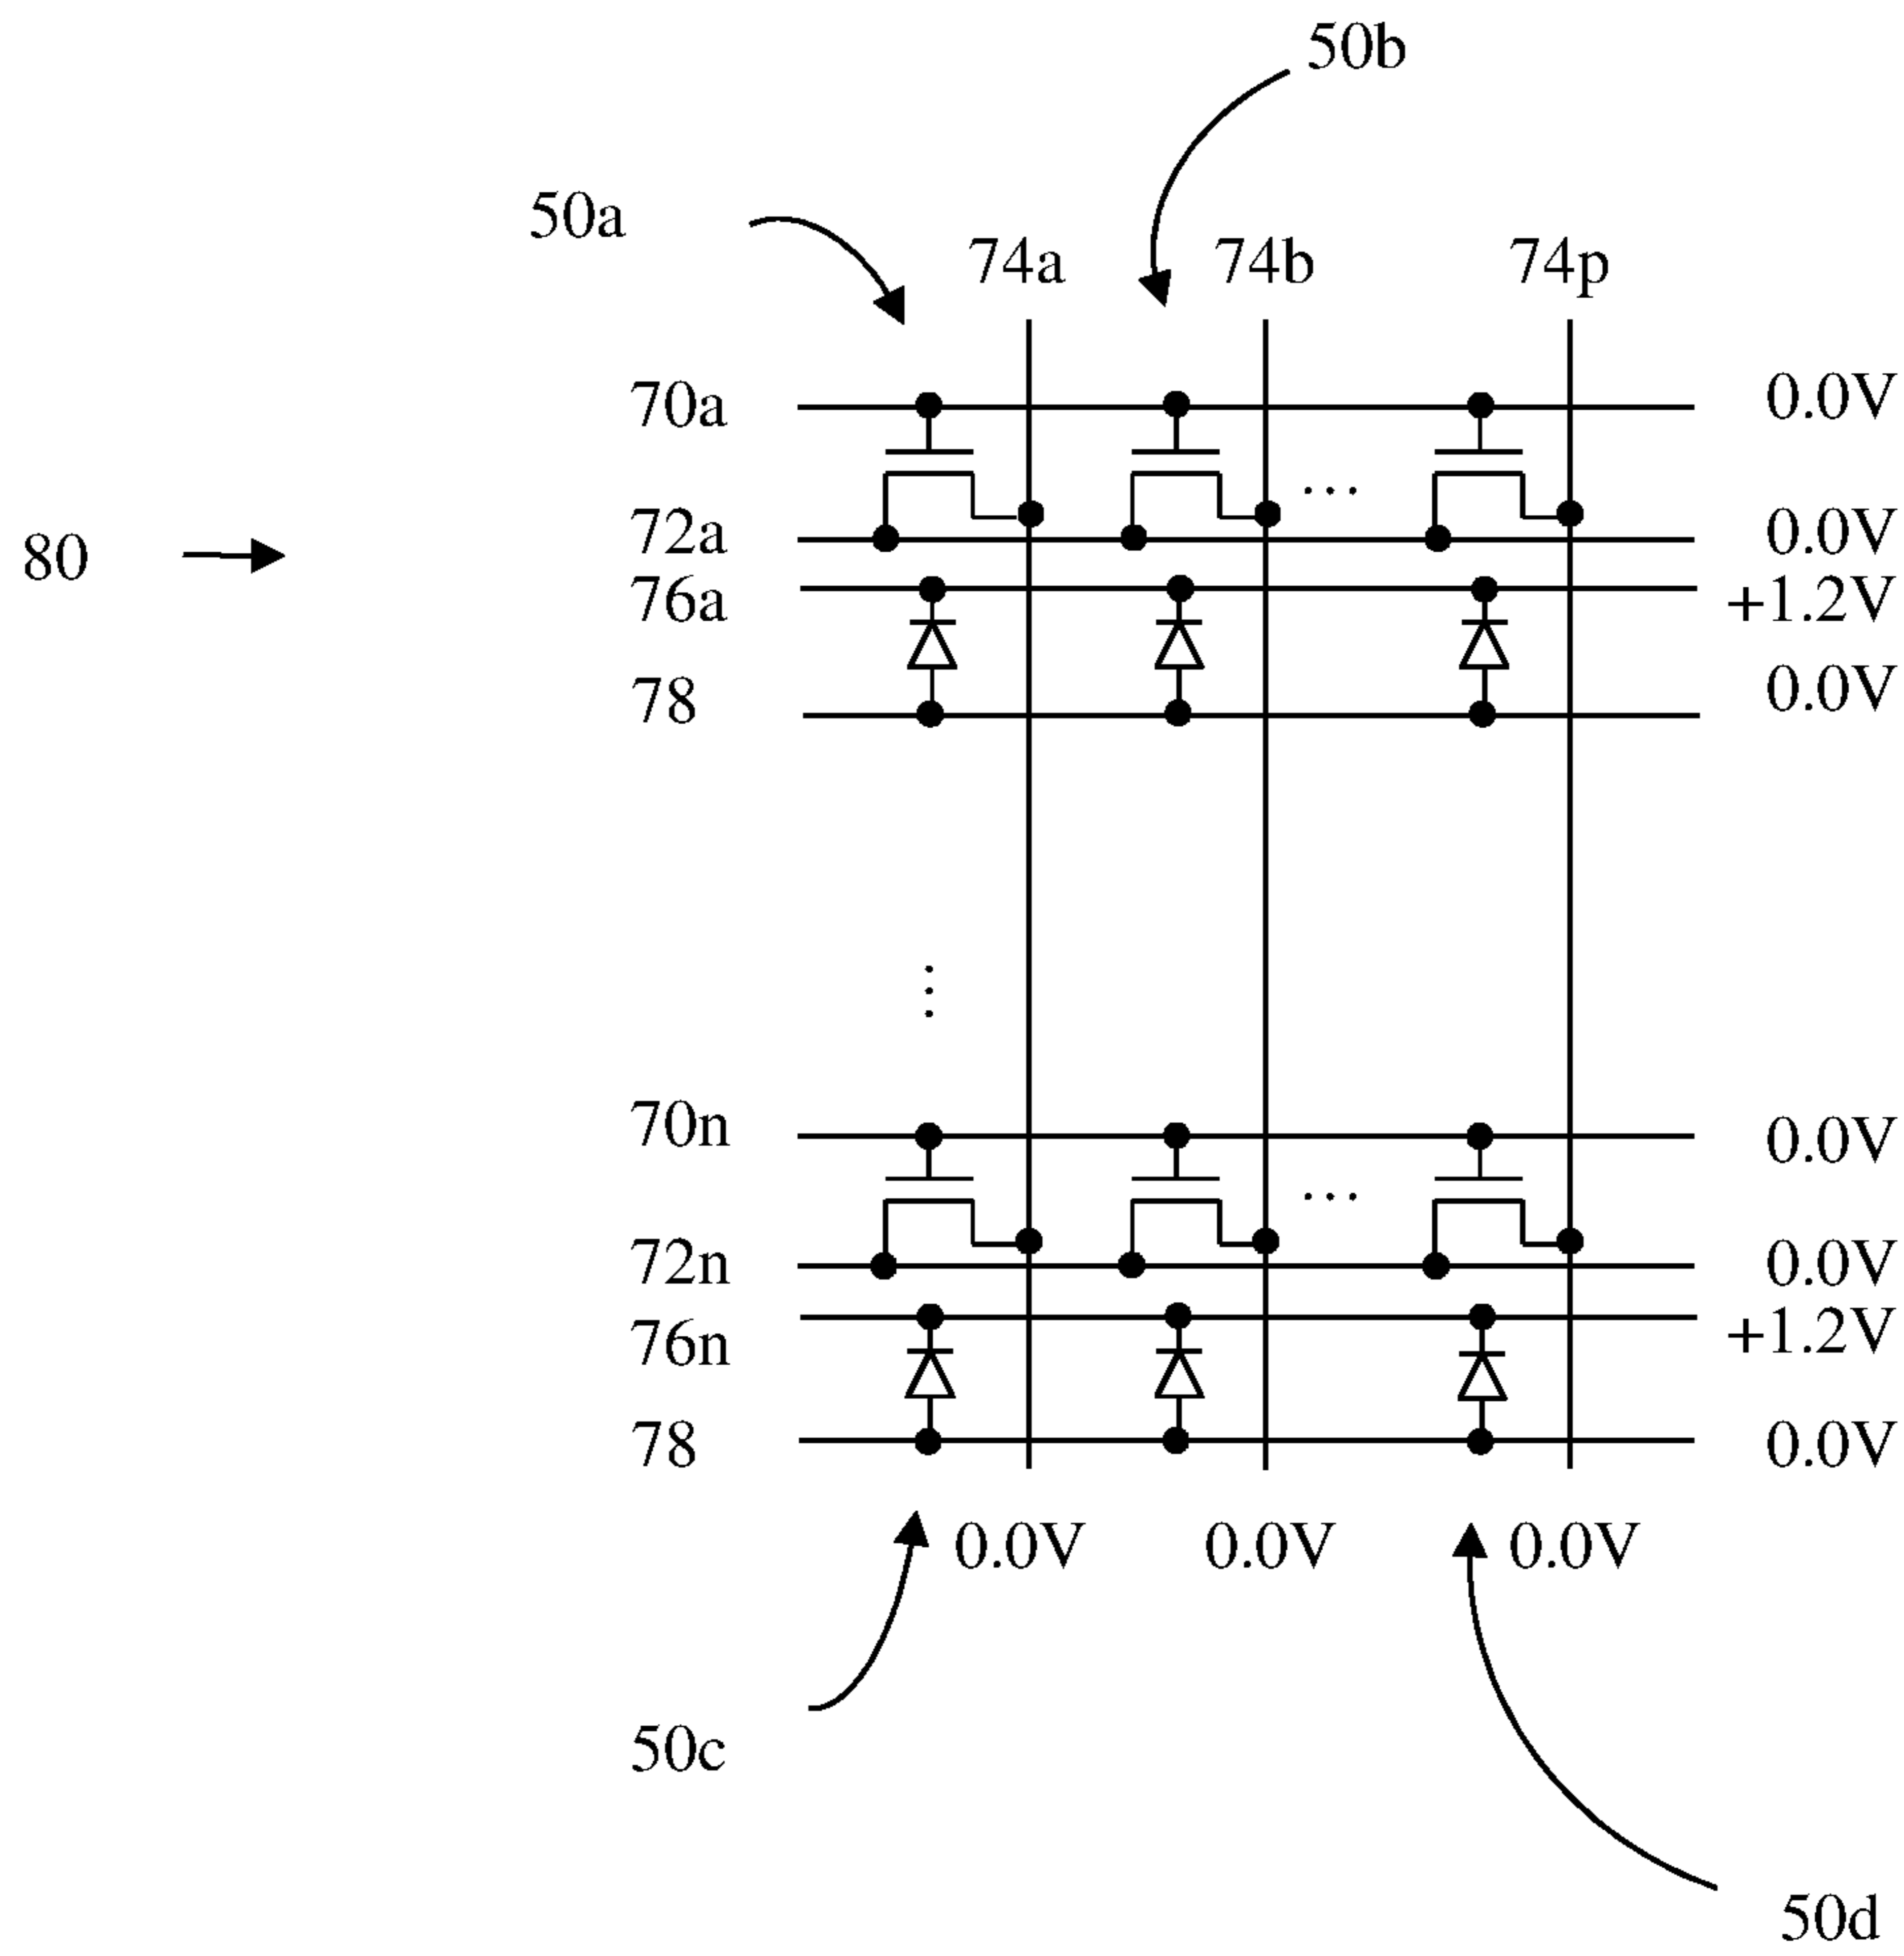 50b
50a
74a 74b 74p
70a 0.0V
...
72a 0.0V
80
76a +1.2V
78 0.0V
...
70n 0.0V
...
72n 0.0V
76n +1.2V
78 0.0V
0.0V 0.0V 0.0V
50c
50d